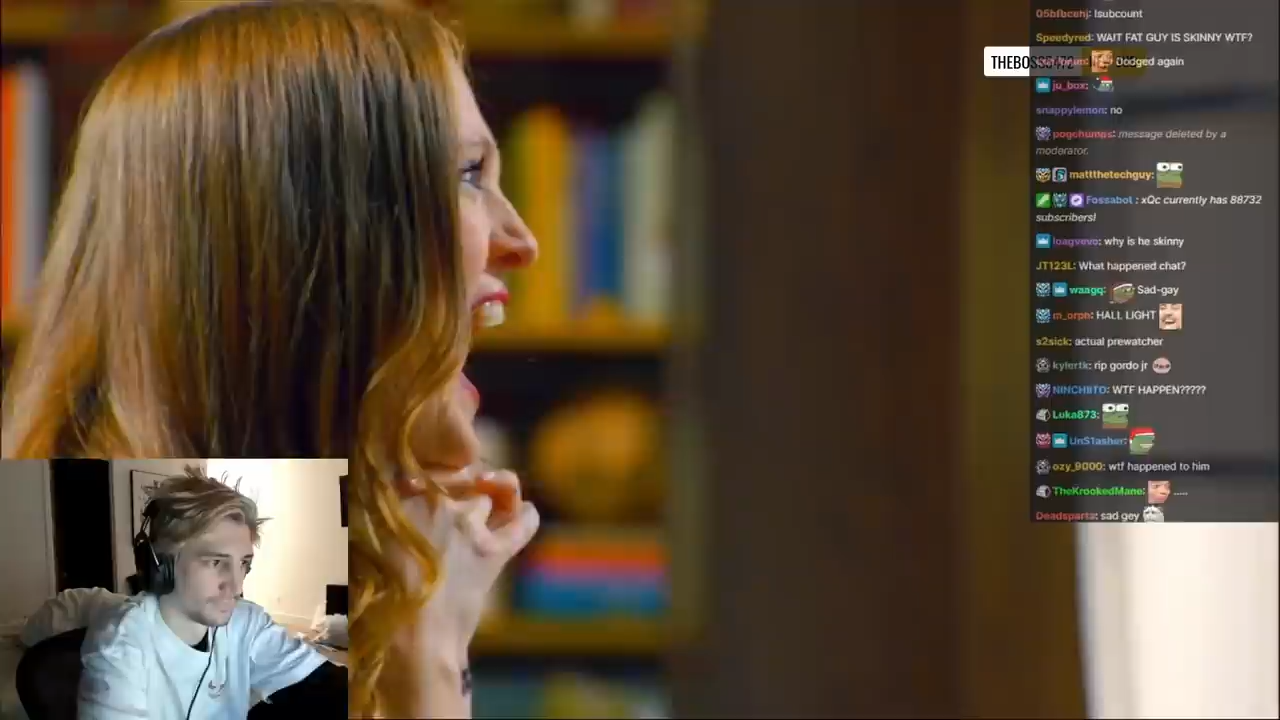 05bfbcehj: !subcount
Speedyred: WAIT FAT GUY IS SKINNY WTF?
THEBOSS
Dodged again
ju_box:
snappylemon: no
pogchumps: message deleted by a
moderator.
mattthetechguy:
Fossabot : xQc currently has 88732
subscribers!
loagvevo: why is he skinny
JT123L: What happened chat?
waagq: Sad-gay
m_orph: HALL LIGHT
s2sick: actual prewatcher
kylertk: rip gordo jr
NINCHIITO: WTF HAPPEN?????
Luka873:
UnS1asher:
ozy_9000: wtf happened to him
TheKrookedMane: .....
Deadsparta: sad gey